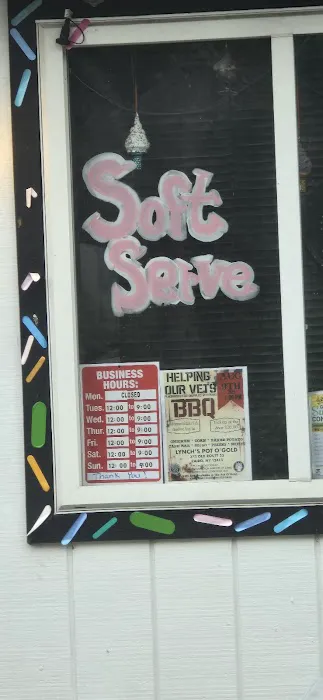 Soft
Serve
BUSINESS
HOURS:
Mon. CLOSED
Tues. 12:00 to 9:00
Wed. 12:00 to 9:00
Thur. 12:00 to 9:00
Fri. 12:00 to 9:00
Sat. 12:00 to 9:00
Sun. 12:00 to 9:00
Thank You!
HELPING
OUR VETS
BBQ
LYNCH'S POT O'GOLD